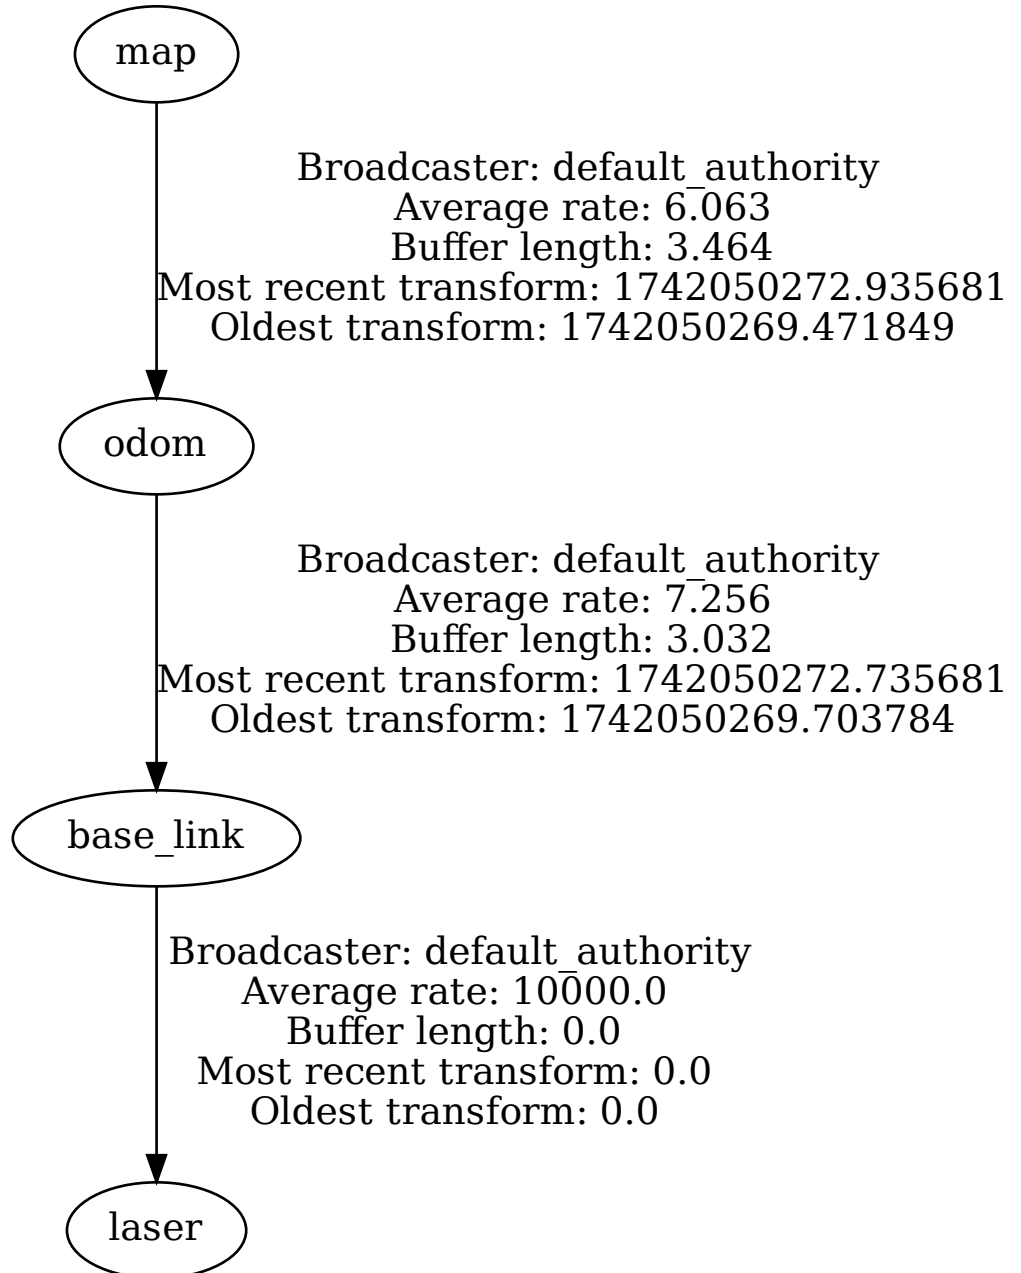 map
Broadcaster: default_authority
Average rate: 6.063
Buffer length: 3.464
Most recent transform: 1742050272.935681
Oldest transform: 1742050269.471849
odom
Broadcaster: default_authority
Average rate: 7.256
Buffer length: 3.032
Most recent transform: 1742050272.735681
Oldest transform: 1742050269.703784
base_link
Broadcaster: default_authority
Average rate: 10000.0
Buffer length: 0.0
Most recent transform: 0.0
Oldest transform: 0.0
laser